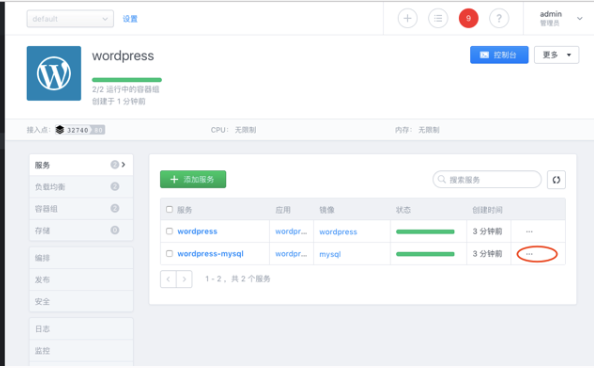 default 设置 9 ? admin
管理员
wordpress
控制台 更多
2/2 运行中的容器组
创建于 1 分钟前
接入点: 32740 80 CPU: 无限制 内存: 无限制
服务 2
负载均衡 2
容器组 2
存储 0
编排
发布
安全
日志
监控
+ 添加服务 搜索服务
服务 应用 镜像 状态 创建时间
wordpress wordpr... wordpress 3 分钟前 ...
wordpress-mysql wordpr... mysql 3 分钟前 ...
< > 1 - 2 ，共 2 个服务